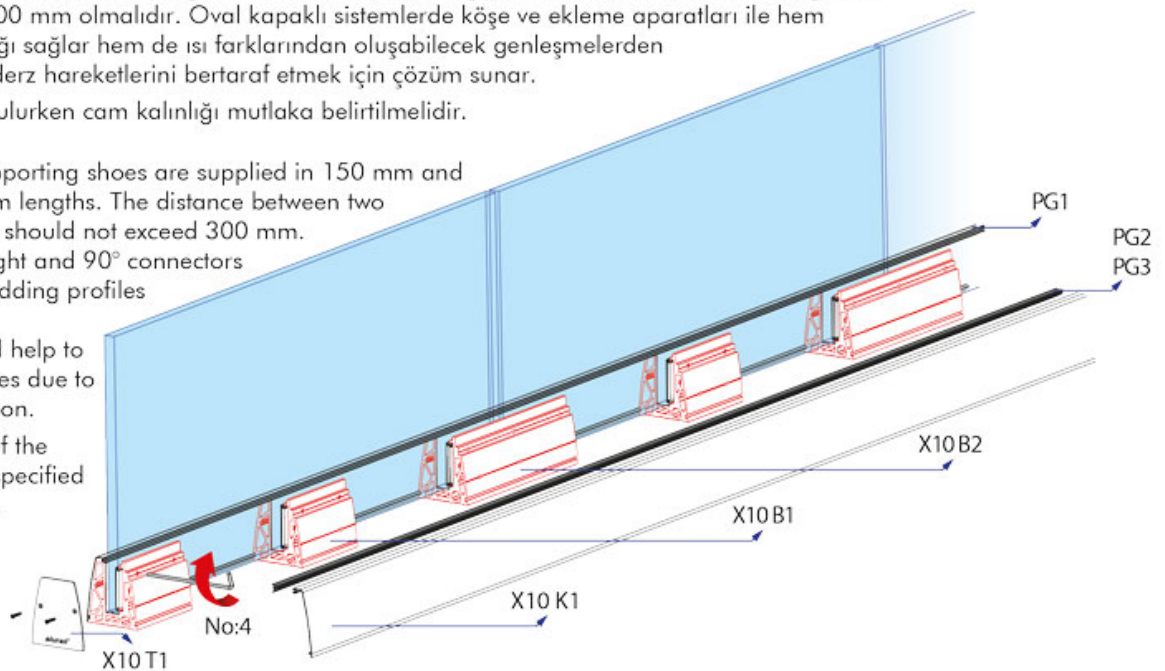 00 mm olmalıdır. Oval kapaklı sistemlerde köşe ve ekleme aparatları ile hem
ğı sağlar hem de ısı farklarından oluşabilecek genleşmelerden
derz hareketlerini bertaraf etmek için çözüm sunar.
ulurken cam kalınlığı mutlaka belirtilmelidir.
porting shoes are supplied in 150 mm and
m lengths. The distance between two
should not exceed 300 mm.
ght and 90° connectors
dding profiles
l help to
es due to
on.
f the
specified
PG1
PG2
PG3
X10 B2
X10 B1
X10 K1
No:4
X10 T1